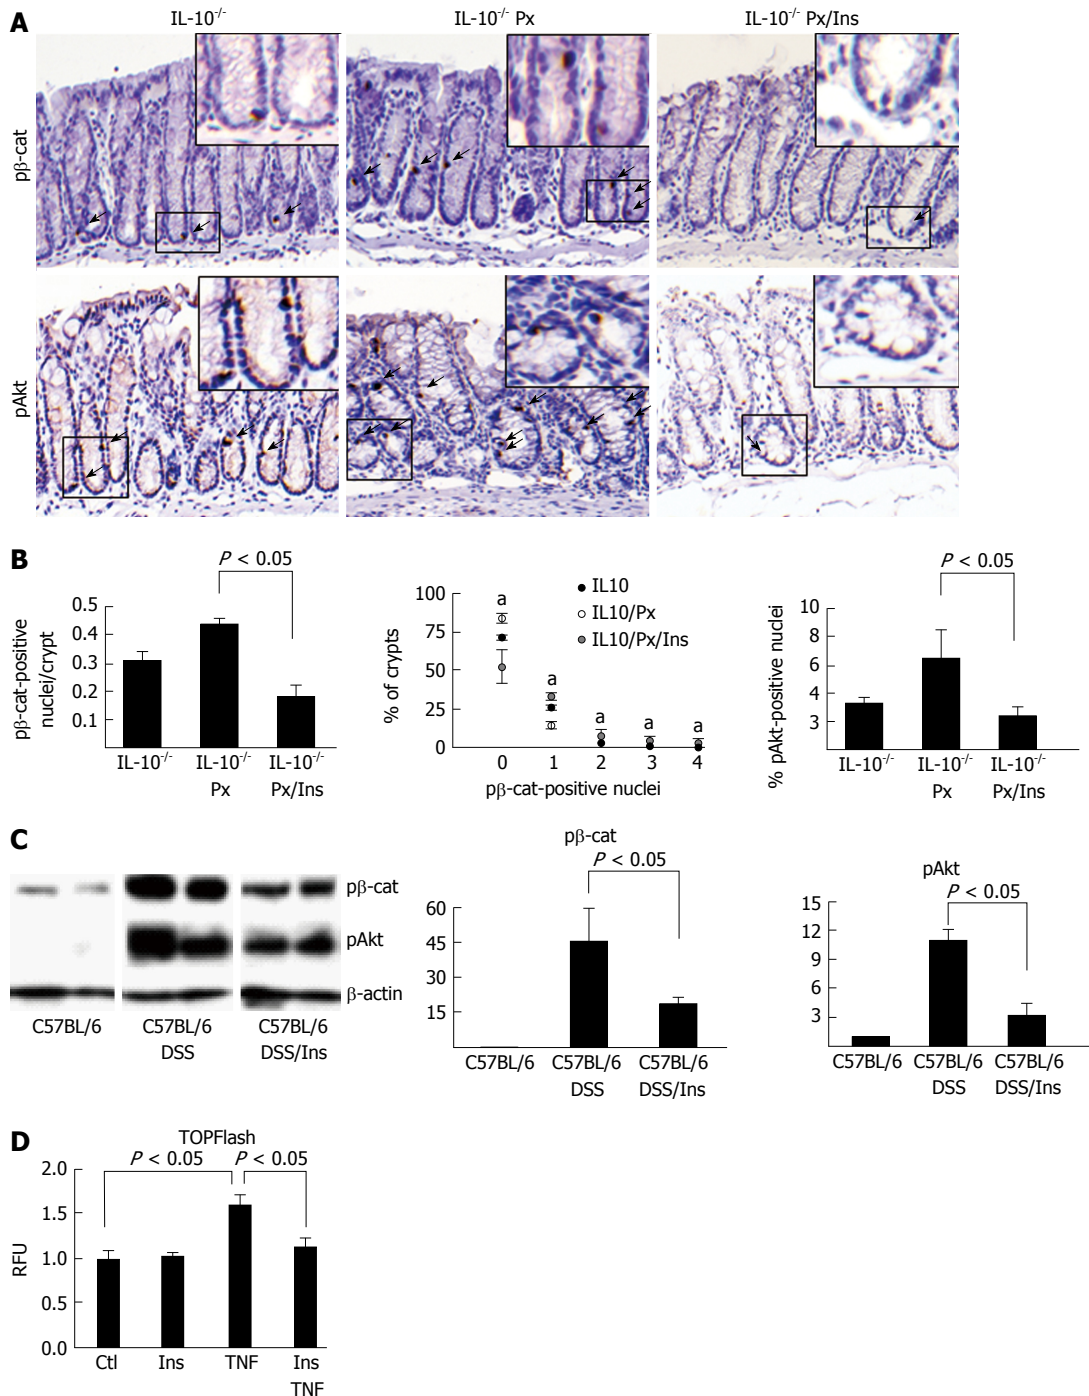 A
IL-10-/-
IL-10-/- Px
IL-10-/- Px/Ins
pβ-cat
pAkt
B
pβ-cat-positive
nuclei/crypt
0.5
0.4
0.3
0.2
0.1
P < 0.05
IL-10-/-
IL-10-/-
Px
IL-10-/-
Px/Ins
% of crypts
100
75
50
25
0
a
a
a
a
a
IL10
IL10/Px
IL10/Px/Ins
0 1 2 3 4
pβ-cat-positive nuclei
% pAkt-positive nuclei
10
8
6
3
3
P < 0.05
IL-10-/-
IL-10-/-
Px
IL-10-/-
Px/Ins
C
pβ-cat
pAkt
β-actin
C57BL/6
C57BL/6
DSS
C57BL/6
DSS/Ins
pβ-cat
P < 0.05
60
45
30
15
C57BL/6
C57BL/6
DSS
C57BL/6
DSS/Ins
pAkt
P < 0.05
15
12
9
6
3
C57BL/6
C57BL/6
DSS
C57BL/6
DSS/Ins
D
TOPFlash
P < 0.05
P < 0.05
RFU
2.0
1.5
1.0
0.5
0.0
Ctl
Ins
TNF
Ins
TNF